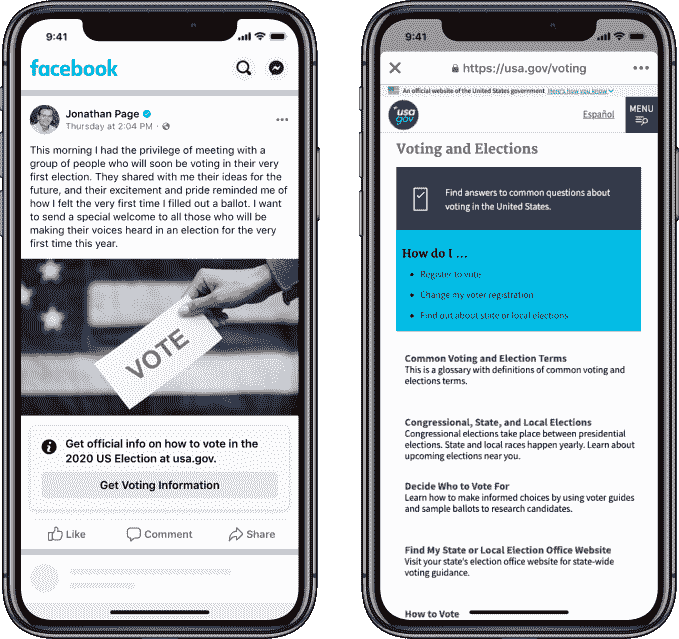 9:41
facebook
Jonathan Page
Thursday at 2:04 PM ·
This morning I had the privilege of meeting with a
group of people who will soon be voting in their very
first election. They shared with me their ideas for the
future, and their excitement and pride reminded me of
how I felt the very first time I filled out a ballot. I want
to send a special welcome to all those who will be
making their voices heard in an election for the very
first time this year.
VOTE
Get official info on how to vote in the
2020 US Election at usa.gov.
Get Voting Information
Like
Comment
Share
9:41
https://usa.gov/voting
An official website of the United States government Here's how you know
usa
gov
Español
MENU
Voting and Elections
Find answers to common questions about
voting in the United States.
How do I ...
• Register to vote
• Change my voter registration
• Find out about state or local elections
Common Voting and Election Terms
This is a glossary with definitions of common voting and
elections terms.
Congressional, State, and Local Elections
Congressional elections take place between presidential
elections. State and local races happen yearly. Learn about
upcoming elections near you.
Decide Who to Vote For
Learn how to make informed choices by using voter guides
and sample ballots to research candidates.
Find My State or Local Election Office Website
Visit your state's election office website for state-wide
voting guidance.
How to Vote